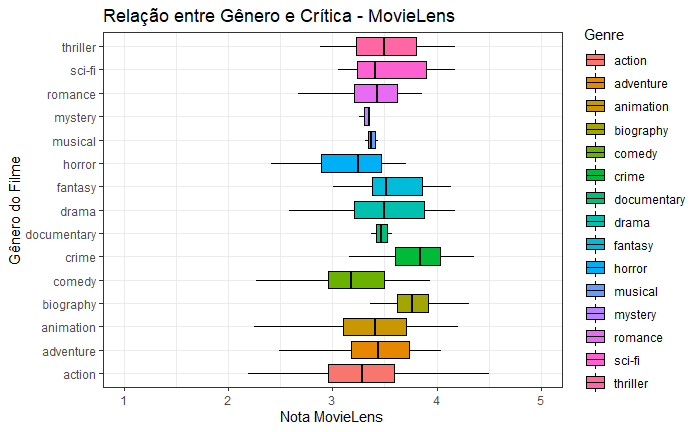 Relação entre Gênero e Crítica - MovieLens
Gênero do Filme
thriller
sci-fi
romance
mystery
musical
horror
fantasy
drama
documentary
crime
comedy
biography
animation
adventure
action
1 2 3 4 5
Nota MovieLens
Genre
action
adventure
animation
biography
comedy
crime
documentary
drama
fantasy
horror
musical
mystery
romance
sci-fi
thriller